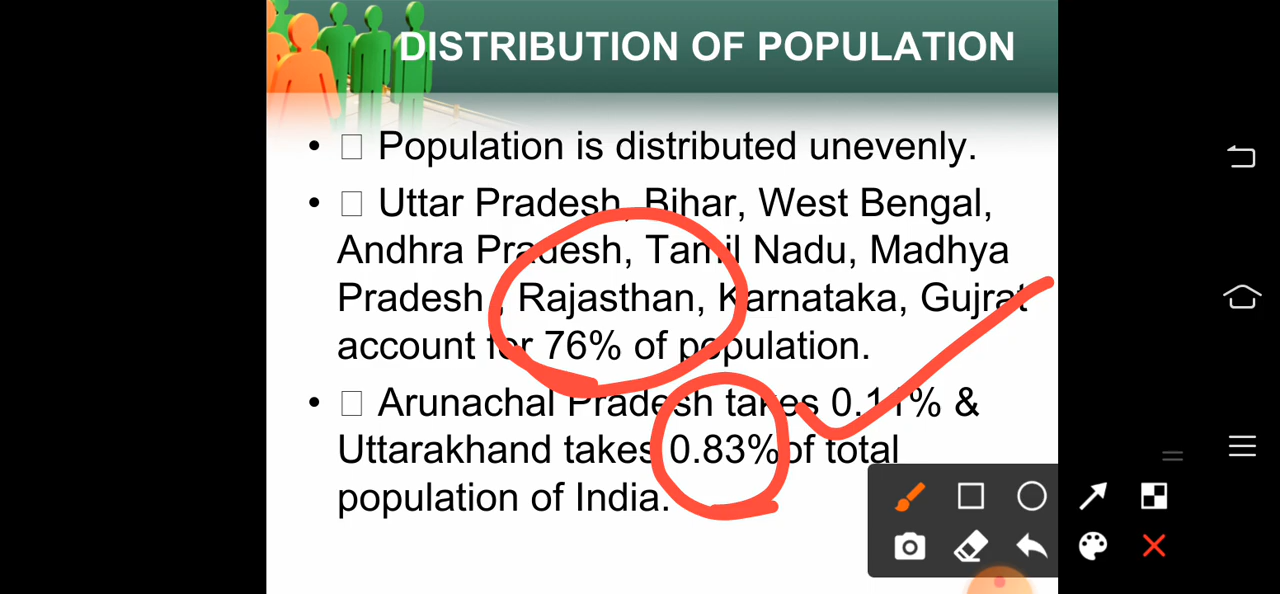 DISTRIBUTION OF POPULATION
• □ Population is distributed unevenly.
• □ Uttar Pradesh, Bihar, West Bengal,
Andhra Pradesh, Tamil Nadu, Madhya
Pradesh , Rajasthan, Karnataka, Gujrat
account for 76% of population.
• □ Arunachal Pradesh takes 0.11% &
Uttarakhand takes 0.83% of total
population of India.